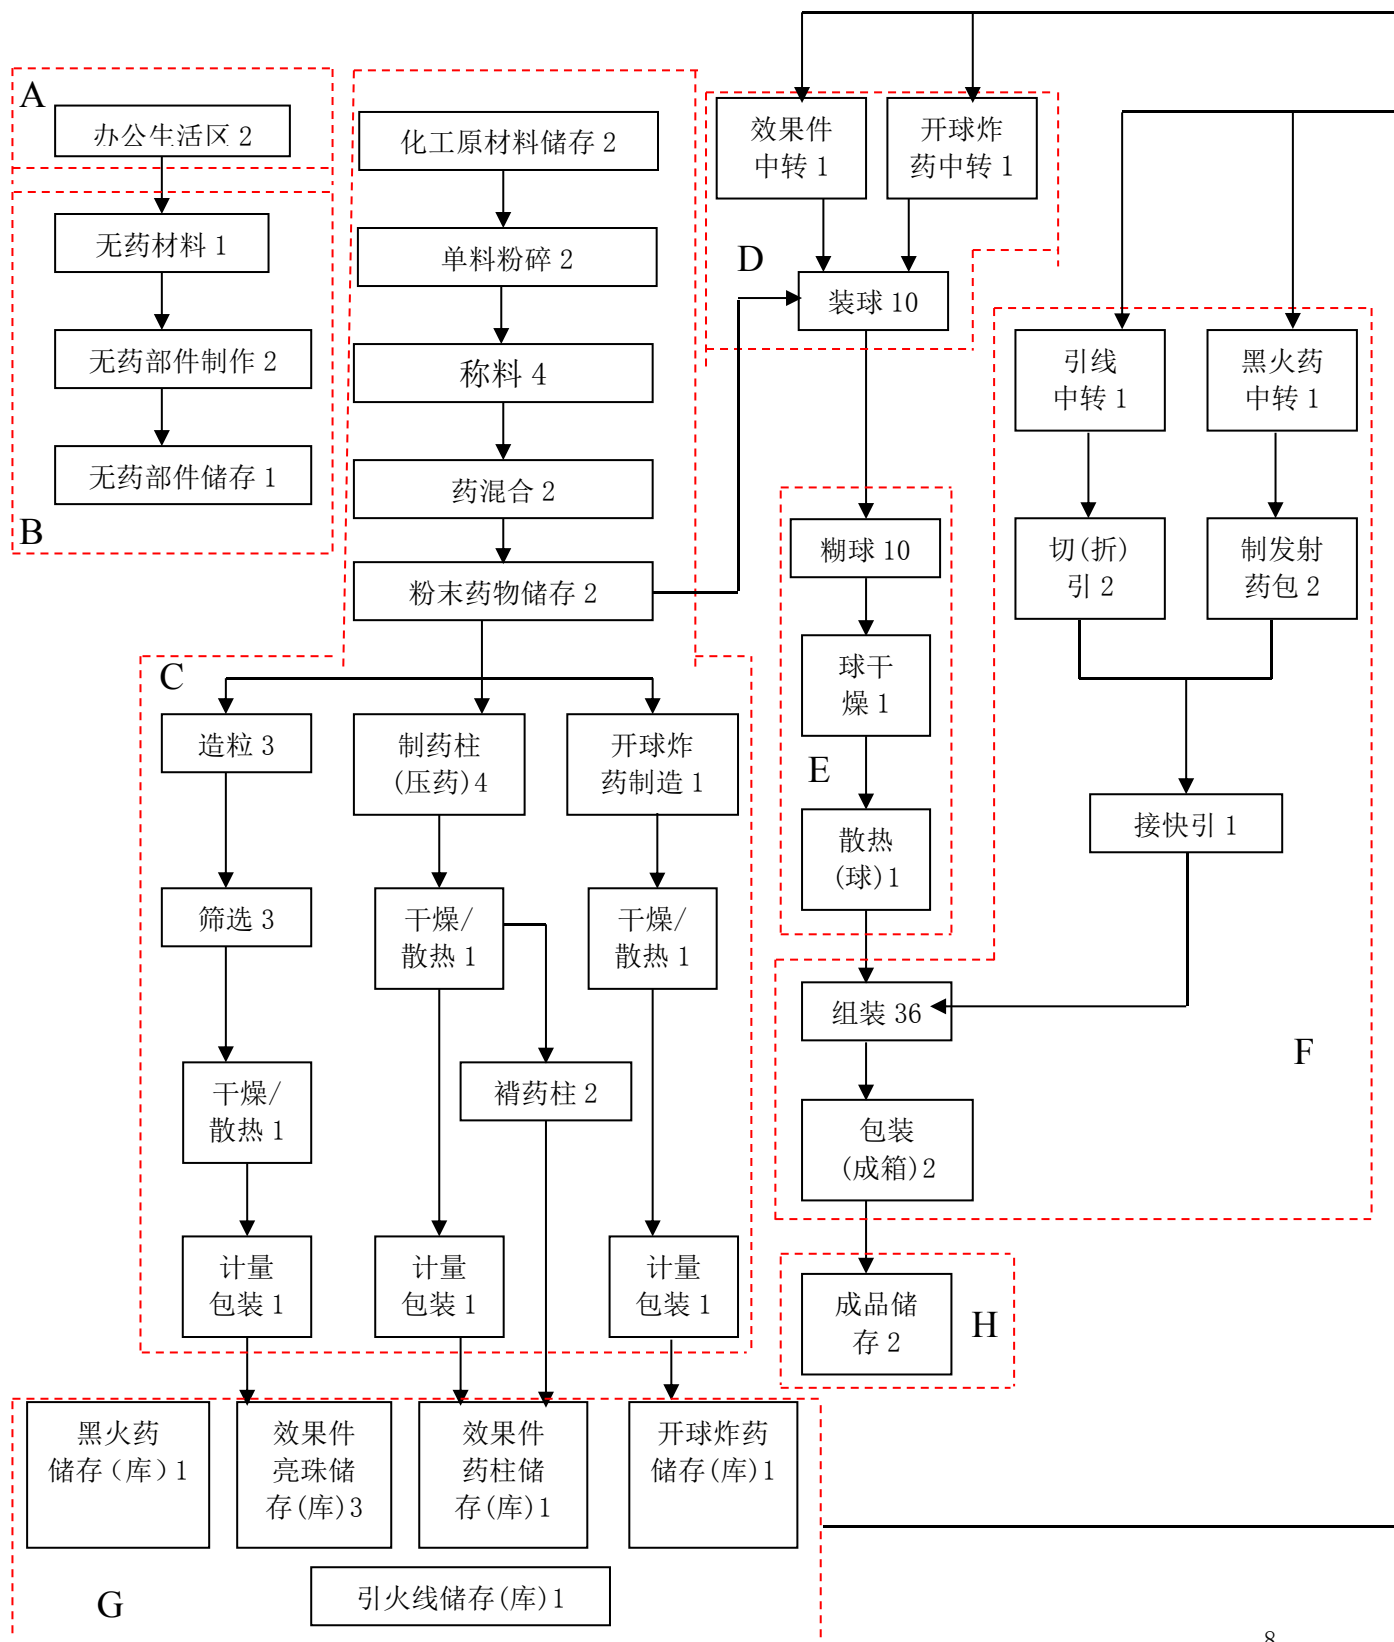 A
办公生活区 2
无药材料 1
无药部件制作 2
无药部件储存 1
B
化工原材料储存 2
单料粉碎 2
称料 4
药混合 2
粉末药物储存 2
C
造粒 3
筛选 3
干燥/
散热 1
计量
包装 1
制药柱
(压药)4
干燥/
散热 1
褙药柱 2
计量
包装 1
开球炸
药制造 1
干燥/
散热 1
计量
包装 1
效果件
中转 1
开球炸
药中转 1
D
装球 10
糊球 10
球干
燥 1
E
散热
(球)1
引线
中转 1
黑火药
中转 1
切(折)
引 2
制发射
药包 2
接快引 1
组装 36
F
包装
(成箱)2
成品储
存 2
H
黑火药
储存（库）1
效果件
亮珠储
存(库)3
效果件
药柱储
存(库)1
开球炸药
储存(库)1
引火线储存(库)1
G
8